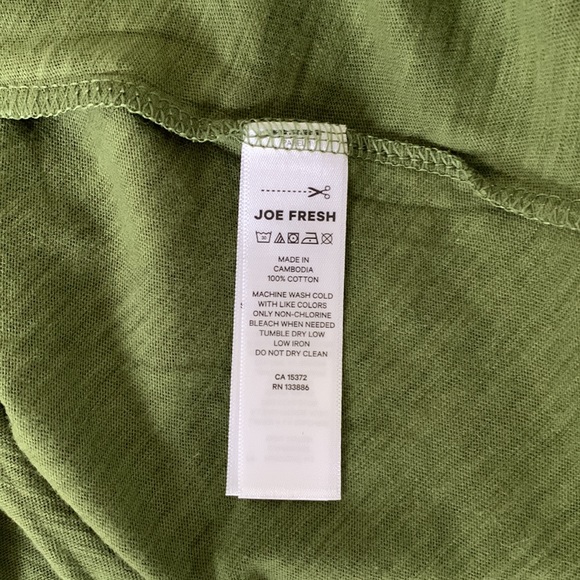 JOE FRESH
MADE IN
CAMBODIA
100% COTTON
MACHINE WASH COLD
WITH LIKE COLORS
ONLY NON-CHLORINE
BLEACH WHEN NEEDED
TUMBLE DRY LOW
LOW IRON
DO NOT DRY CLEAN
CA 15372
RN 133886